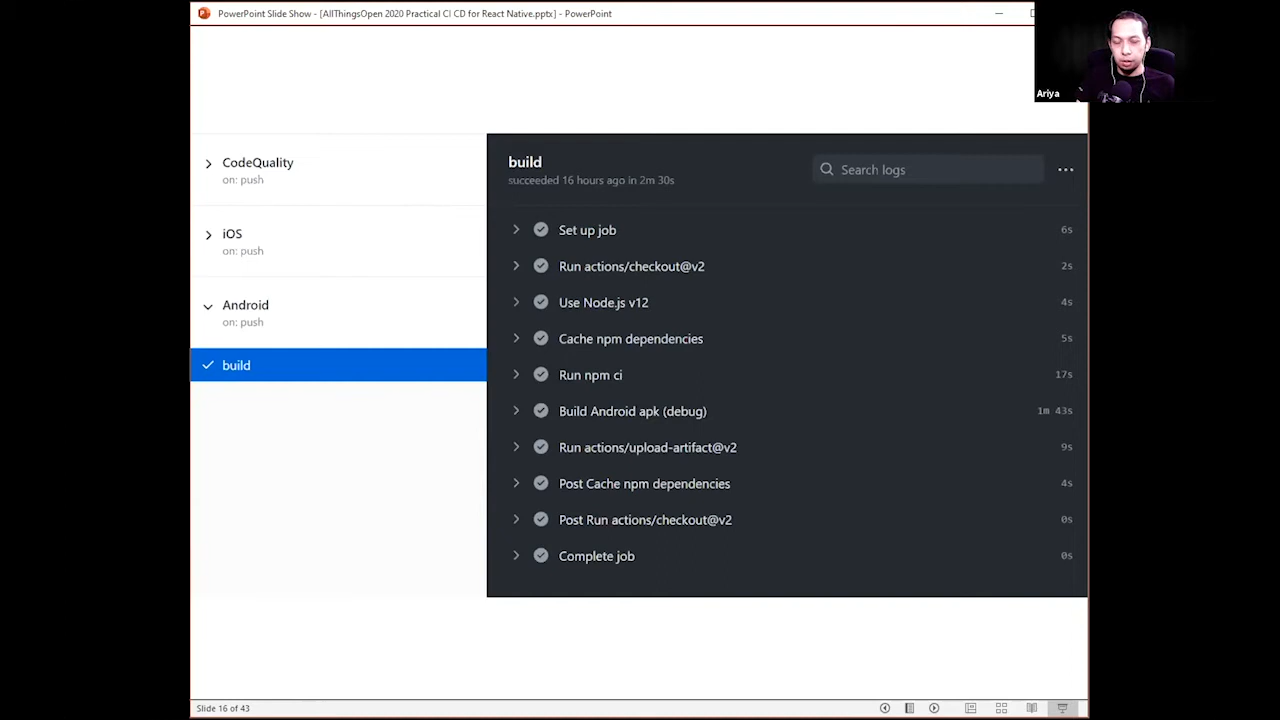 PowerPoint Slide Show - [AllThingsOpen 2020 Practical CI CD for React Native.pptx] - PowerPoint
Ariya
CodeQuality
on: push
iOS
on: push
Android
on: push
build
build
succeeded 16 hours ago in 2m 30s
Search logs
Set up job 6s
Run actions/checkout@v2 2s
Use Node.js v12 4s
Cache npm dependencies 5s
Run npm ci 17s
Build Android apk (debug) 1m 43s
Run actions/upload-artifact@v2 9s
Post Cache npm dependencies 4s
Post Run actions/checkout@v2 0s
Complete job 0s
Slide 16 of 43